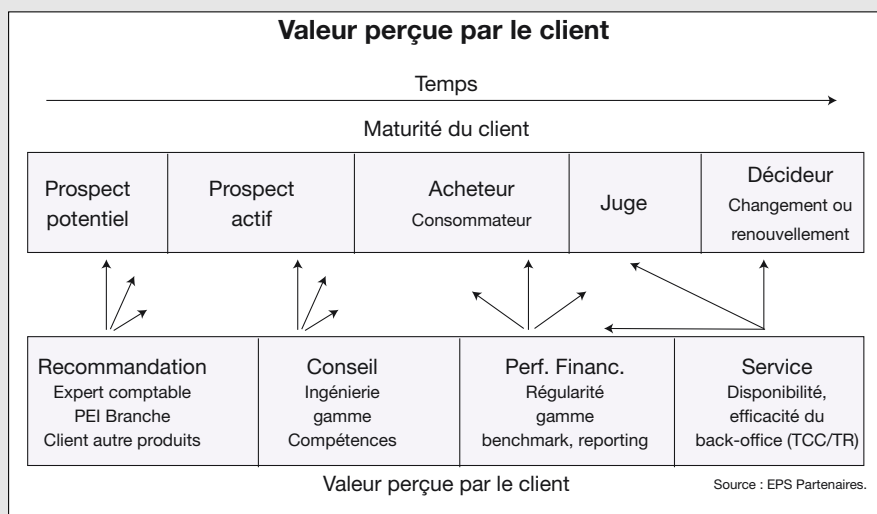 Valeur perçue par le client
Temps
Maturité du client
Prospect
potentiel
Prospect
actif
Acheteur
Consommateur
Juge
Décideur
Changement ou
renouvellement
Recommandation
Expert comptable
PEI Branche
Client autre produits
Conseil
Ingénierie
gamme
Compétences
Perf. Financ.
Régularité
gamme
benchmark, reporting
Service
Disponibilité,
efficacité du
back-office (TCC/TR)
Valeur perçue par le client
Source : EPS Partenaires.